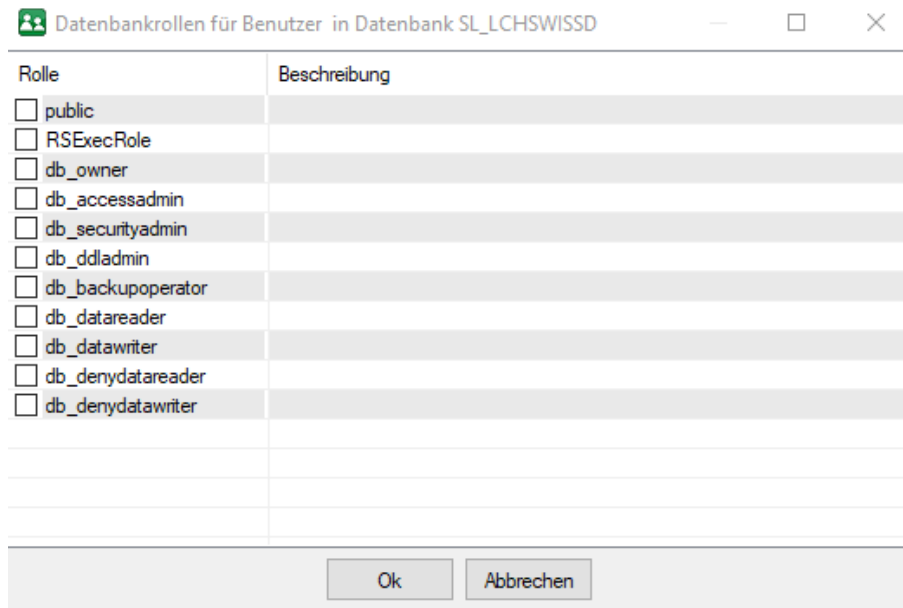 Datenbankrollen für Benutzer in Datenbank SL_LCHSWISSD
Rolle Beschreibung
public
RSExecRole
db_owner
db_accessadmin
db_securityadmin
db_ddladmin
db_backupoperator
db_datareader
db_datawriter
db_denydatareader
db_denydatawriter
Ok Abbrechen